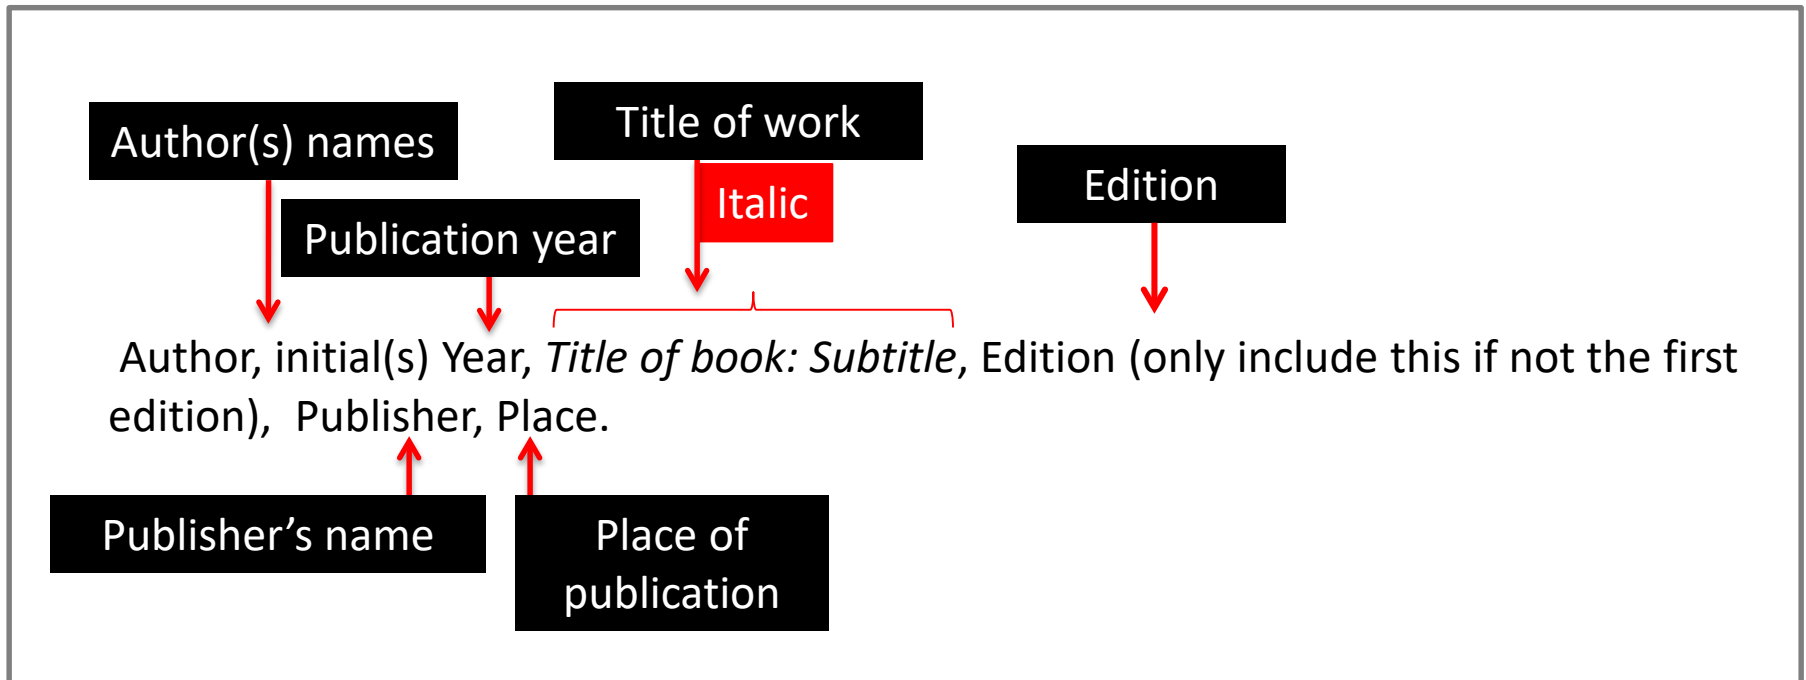 Author(s) names
Title of work
Italic
Edition
Publication year
Author, initial(s) Year, Title of book: Subtitle, Edition (only include this if not the first
edition),  Publisher, Place.
Publisher’s name
Place of
publication